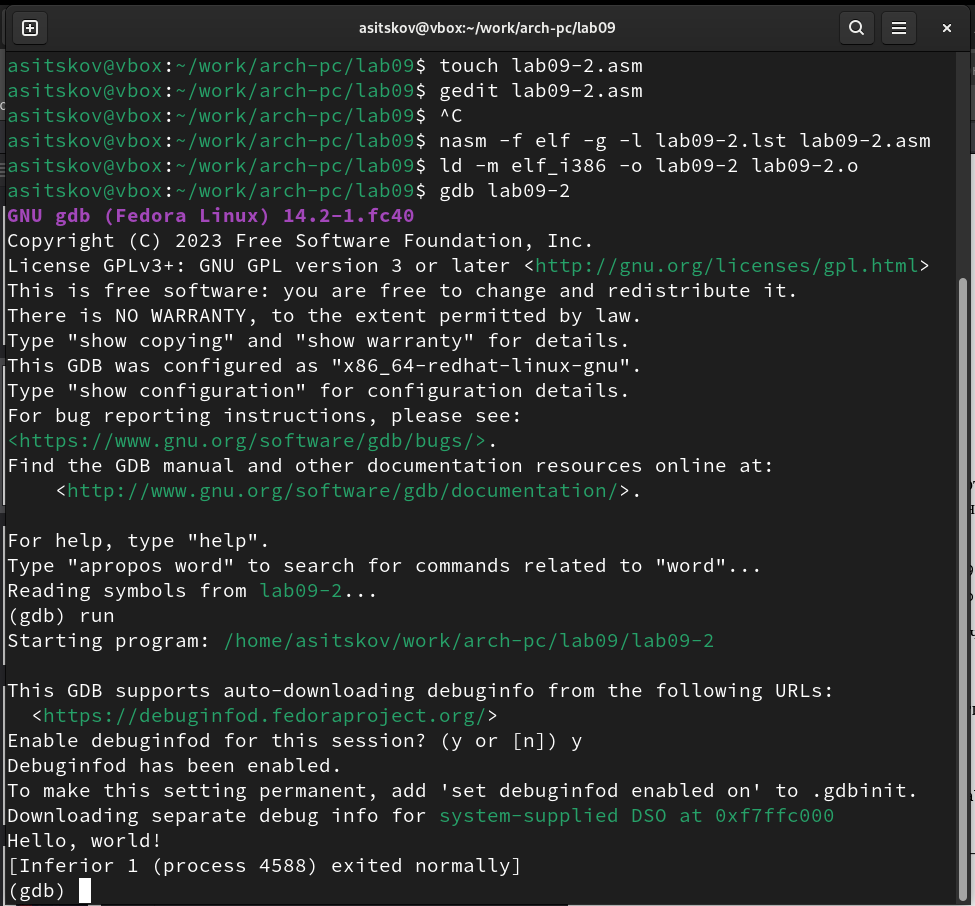 asitskov@vbox:~/work/arch-pc/lab09
asitskov@vbox:~/work/arch-pc/lab09$ touch lab09-2.asm
asitskov@vbox:~/work/arch-pc/lab09$ gedit lab09-2.asm
asitskov@vbox:~/work/arch-pc/lab09$ ^C
asitskov@vbox:~/work/arch-pc/lab09$ nasm -f elf -g -l lab09-2.lst lab09-2.asm
asitskov@vbox:~/work/arch-pc/lab09$ ld -m elf_i386 -o lab09-2 lab09-2.o
asitskov@vbox:~/work/arch-pc/lab09$ gdb lab09-2
GNU gdb (Fedora Linux) 14.2-1.fc40
Copyright (C) 2023 Free Software Foundation, Inc.
License GPLv3+: GNU GPL version 3 or later <http://gnu.org/licenses/gpl.html>
This is free software: you are free to change and redistribute it.
There is NO WARRANTY, to the extent permitted by law.
Type "show copying" and "show warranty" for details.
This GDB was configured as "x86_64-redhat-linux-gnu".
Type "show configuration" for configuration details.
For bug reporting instructions, please see:
<https://www.gnu.org/software/gdb/bugs/>.
Find the GDB manual and other documentation resources online at:
    <http://www.gnu.org/software/gdb/documentation/>.

For help, type "help".
Type "apropos word" to search for commands related to "word"...
Reading symbols from lab09-2...
(gdb) run
Starting program: /home/asitskov/work/arch-pc/lab09/lab09-2

This GDB supports auto-downloading debuginfo from the following URLs:
  <https://debuginfod.fedoraproject.org/>
Enable debuginfod for this session? (y or [n]) y
Debuginfod has been enabled.
To make this setting permanent, add 'set debuginfod enabled on' to .gdbinit.
Downloading separate debug info for system-supplied DSO at 0xf7ffc000
Hello, world!
[Inferior 1 (process 4588) exited normally]
(gdb)